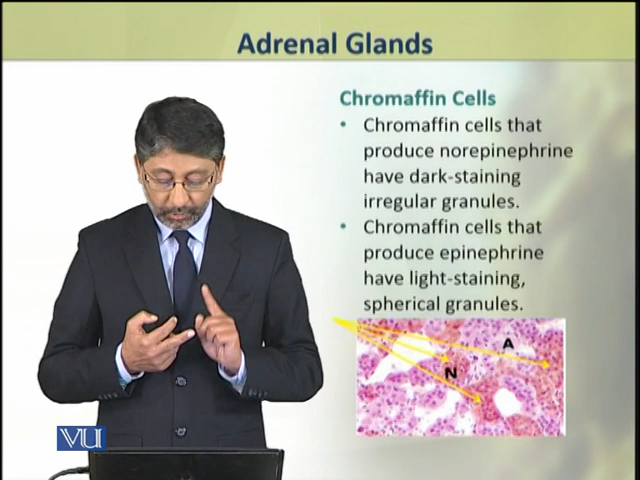 Adrenal Glands
Chromaffin Cells
• Chromaffin cells that
produce norepinephrine
have dark-staining
irregular granules.
• Chromaffin cells that
produce epinephrine
have light-staining,
spherical granules.
A
N
VU